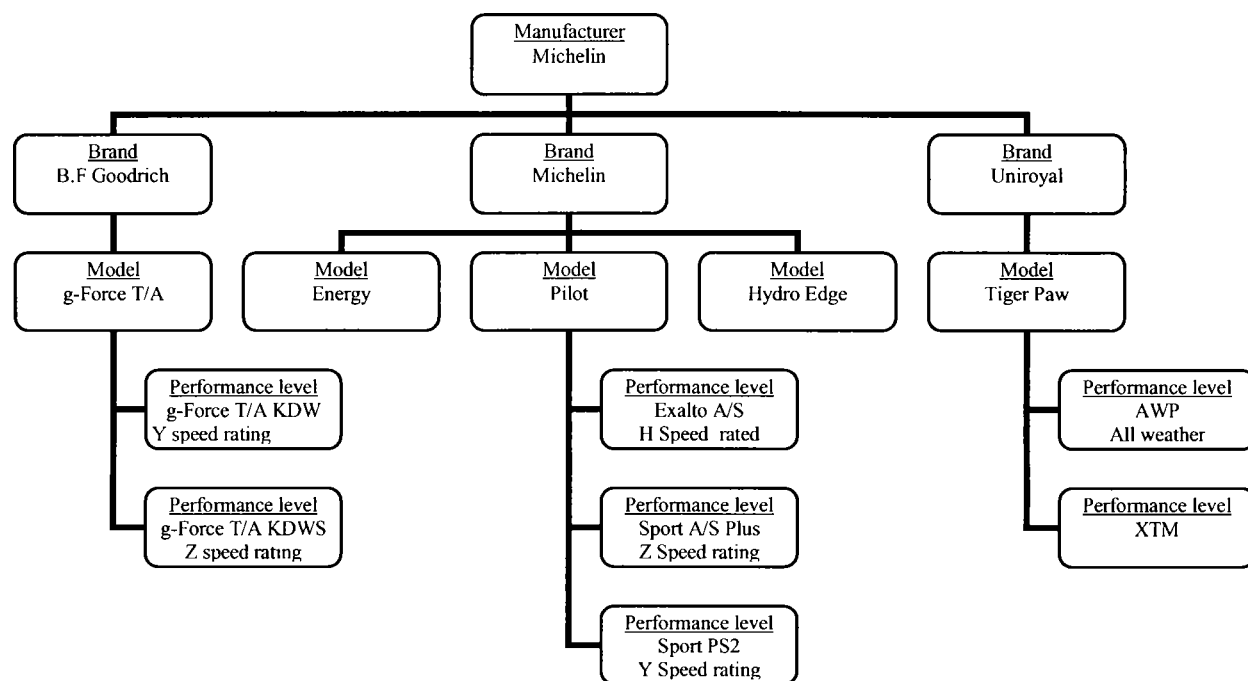 Manufacturer
Michelin
Brand
B.F Goodrich
Brand
Michelin
Brand
Uniroyal
Model
g-Force T/A
Model
Energy
Model
Pilot
Model
Hydro Edge
Model
Tiger Paw
Performance level
g-Force T/A KDW
Y speed rating
Performance level
Exalto A/S
H Speed rated
Performance level
AWP
All weather
Performance level
g-Force T/A KDWS
Z speed rating
Performance level
Sport A/S Plus
Z Speed rating
Performance level
XTM
Performance level
Sport PS2
Y Speed rating